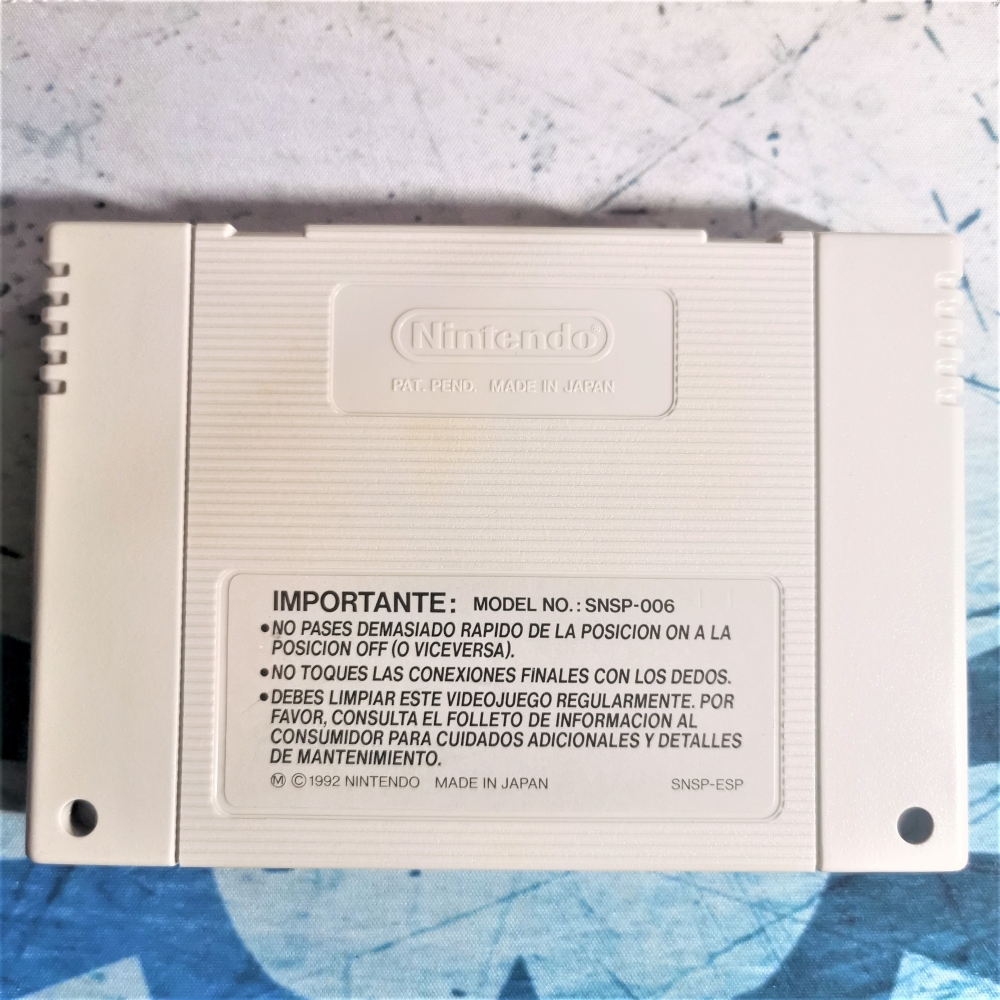 Nintendo®
PAT. PEND. MADE IN JAPAN
IMPORTANTE: MODEL NO.: SNSP-006
•NO PASES DEMASIADO RAPIDO DE LA POSICION ON A LA
POSICION OFF (O VICEVERSA).
•NO TOQUES LAS CONEXIONES FINALES CON LOS DEDOS.
•DEBES LIMPIAR ESTE VIDEOJUEGO REGULARMENTE. POR
FAVOR, CONSULTA EL FOLLETO DE INFORMACION AL
CONSUMIDOR PARA CUIDADOS ADICIONALES Y DETALLES
DE MANTENIMIENTO.
Ⓜ © 1992 NINTENDO MADE IN JAPAN SNSP-ESP